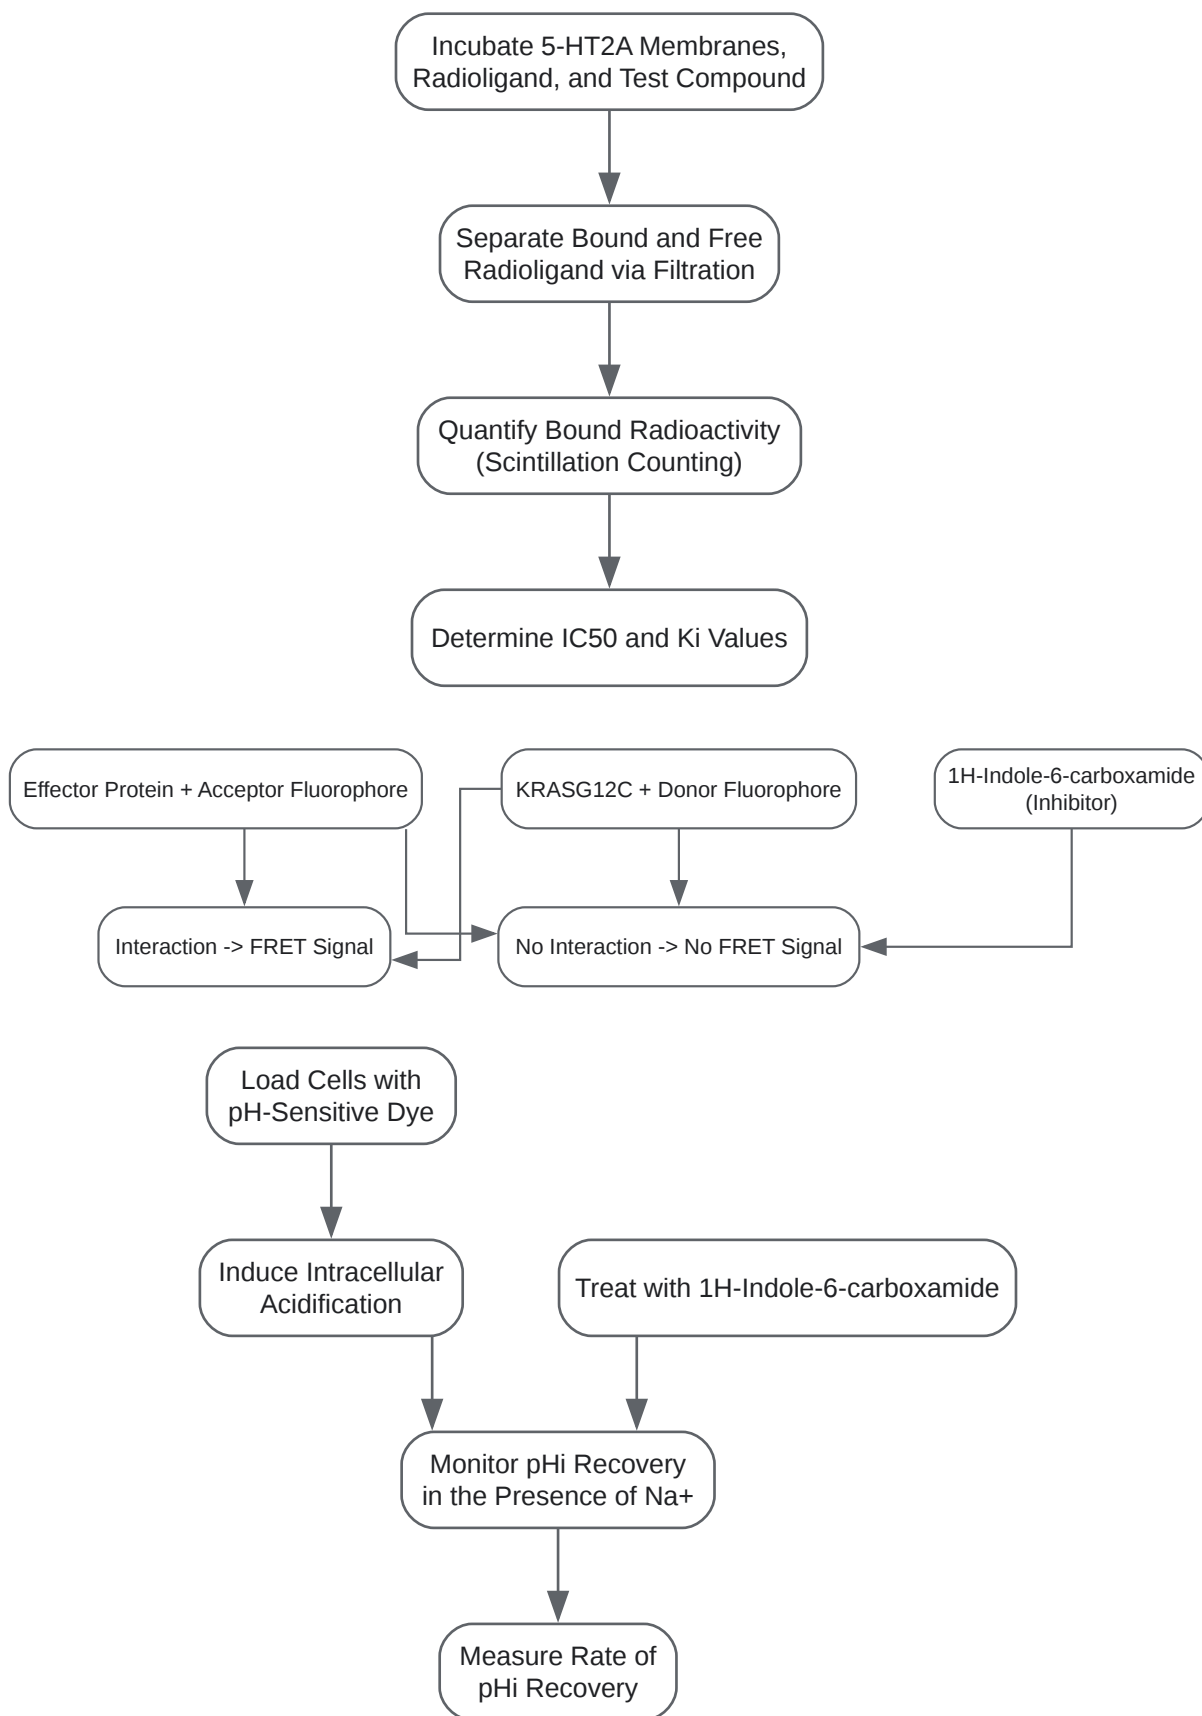 Incubate 5-HT2A Membranes,
Radioligand, and Test Compound
Separate Bound and Free
Radioligand via Filtration
Quantify Bound Radioactivity
(Scintillation Counting)
Determine IC50 and Ki Values
Effector Protein + Acceptor Fluorophore
KRASG12C + Donor Fluorophore
1H-Indole-6-carboxamide
(Inhibitor)
Interaction -> FRET Signal
No Interaction -> No FRET Signal
Load Cells with
pH-Sensitive Dye
Induce Intracellular
Acidification
Treat with 1H-Indole-6-carboxamide
Monitor pHi Recovery
in the Presence of Na+
Measure Rate of
pHi Recovery